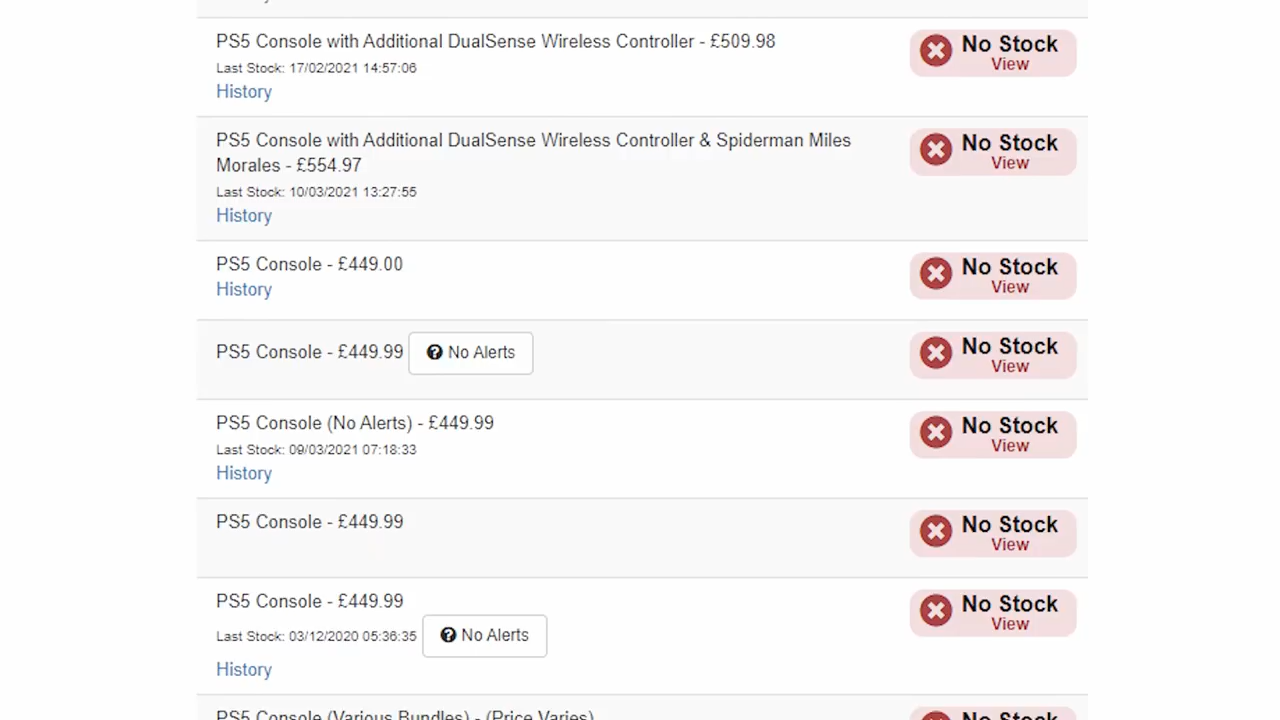 PS5 Console with Additional DualSense Wireless Controller - £509.98
Last Stock: 17/02/2021 14:57:06
History
No Stock
View
PS5 Console with Additional DualSense Wireless Controller & Spiderman Miles
Morales - £554.97
Last Stock: 10/03/2021 13:27:55
History
No Stock
View
PS5 Console - £449.00
History
No Stock
View
PS5 Console - £449.99 No Alerts
No Stock
View
PS5 Console (No Alerts) - £449.99
Last Stock: 09/03/2021 07:18:33
History
No Stock
View
PS5 Console - £449.99
No Stock
View
PS5 Console - £449.99
Last Stock: 03/12/2020 05:36:35 No Alerts
History
No Stock
View
PS5 Console (Various Bundles) - (Price Varies)
No Stock